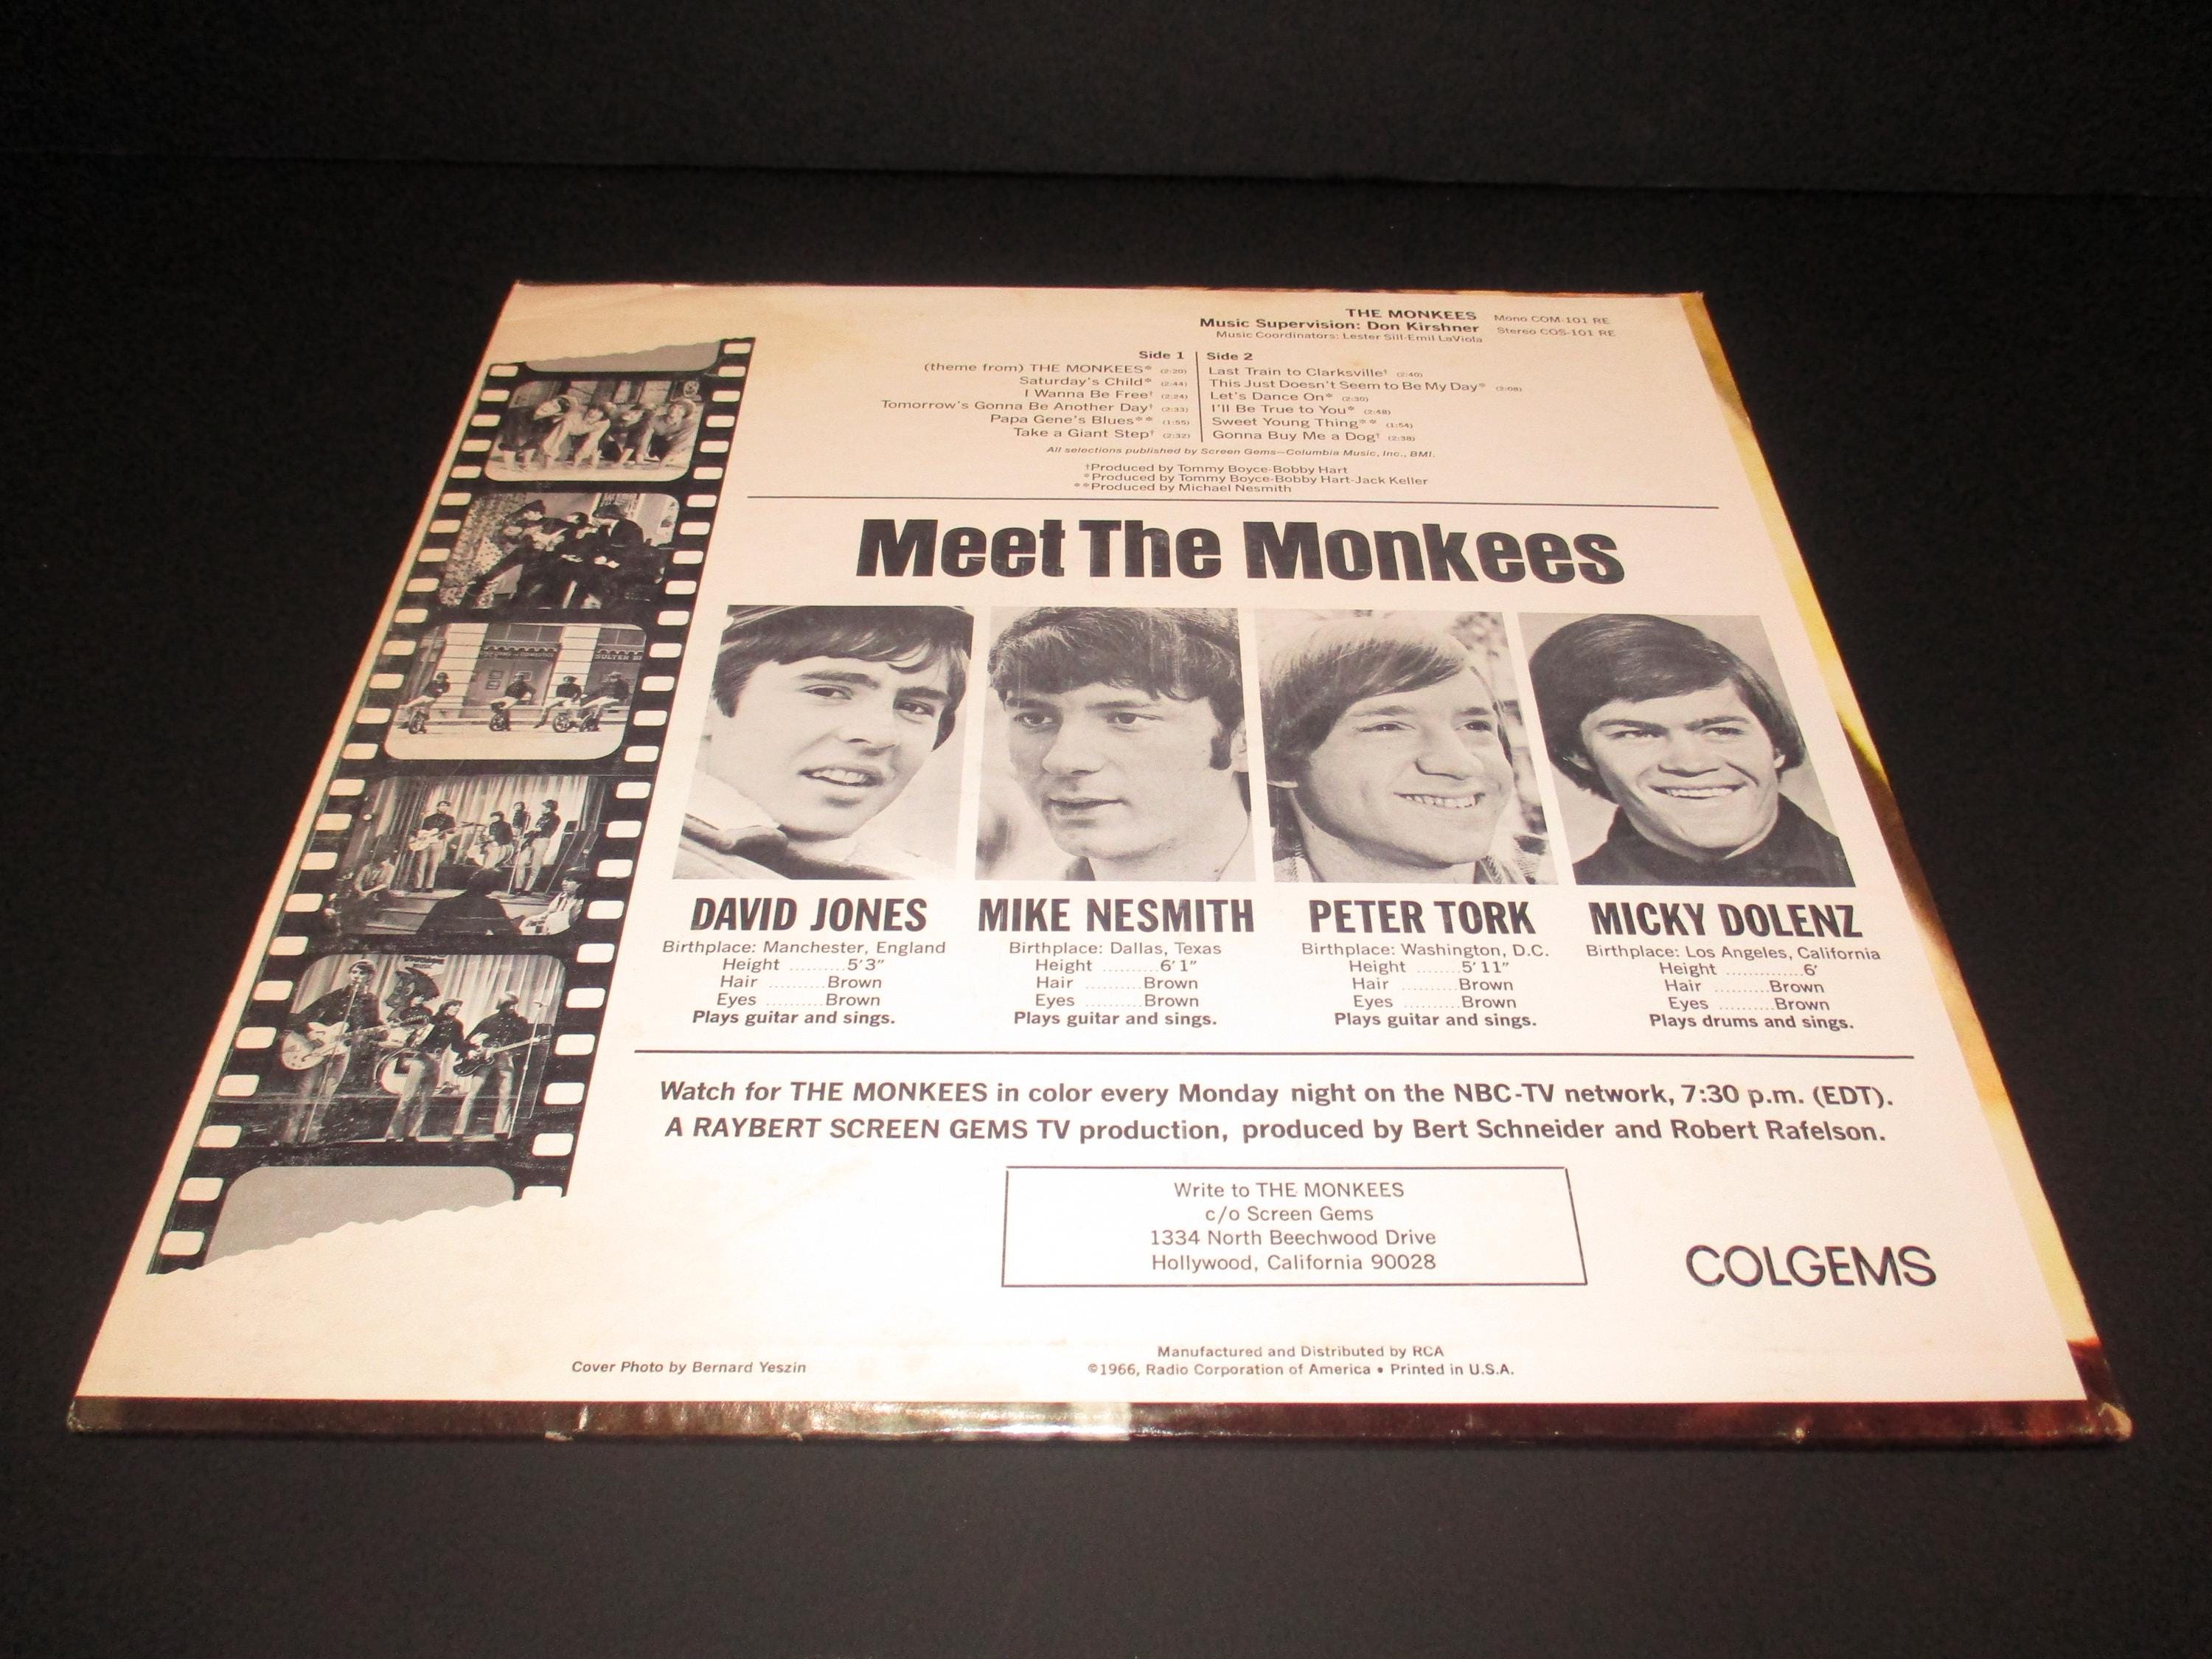 THE MONKEES
Music Supervision: Don Kirshner
Music Coordinators: Lester Sill-Emil LaViola
Mono COM-101 RE
Stereo COS-101 RE
Side 1
(theme from) THE MONKEES* (2:20)
Saturday's Child* (2:44)
I Wanna Be Free† (2:24)
Tomorrow's Gonna Be Another Day† (2:33)
Papa Gene's Blues** (1:55)
Take a Giant Step† (2:32)
Side 2
Last Train to Clarksville† (2:40)
This Just Doesn't Seem to Be My Day* (2:08)
Let's Dance On* (2:30)
I'll Be True to You* (2:48)
Sweet Young Thing** (1:54)
Gonna Buy Me a Dog† (2:38)
All selections published by Screen Gems—Columbia Music, Inc., BMI.
†Produced by Tommy Boyce-Bobby Hart
*Produced by Tommy Boyce-Bobby Hart-Jack Keller
**Produced by Michael Nesmith
Meet The Monkees
DAVID JONES
Birthplace: Manchester, England
Height ..........5'3"
Hair ..........Brown
Eyes ..........Brown
Plays guitar and sings.
MIKE NESMITH
Birthplace: Dallas, Texas
Height ..........6'1"
Hair ..........Brown
Eyes ..........Brown
Plays guitar and sings.
PETER TORK
Birthplace: Washington, D.C.
Height ........5'11"
Hair ..........Brown
Eyes ..........Brown
Plays guitar and sings.
MICKY DOLENZ
Birthplace: Los Angeles, California
Height .............6'
Hair ..........Brown
Eyes ..........Brown
Plays drums and sings.
Watch for THE MONKEES in color every Monday night on the NBC-TV network, 7:30 p.m. (EDT).
A RAYBERT SCREEN GEMS TV production, produced by Bert Schneider and Robert Rafelson.
Write to THE MONKEES
c/o Screen Gems
1334 North Beechwood Drive
Hollywood, California 90028
COLGEMS
Cover Photo by Bernard Yeszin
Manufactured and Distributed by RCA
©1966, Radio Corporation of America • Printed in U.S.A.